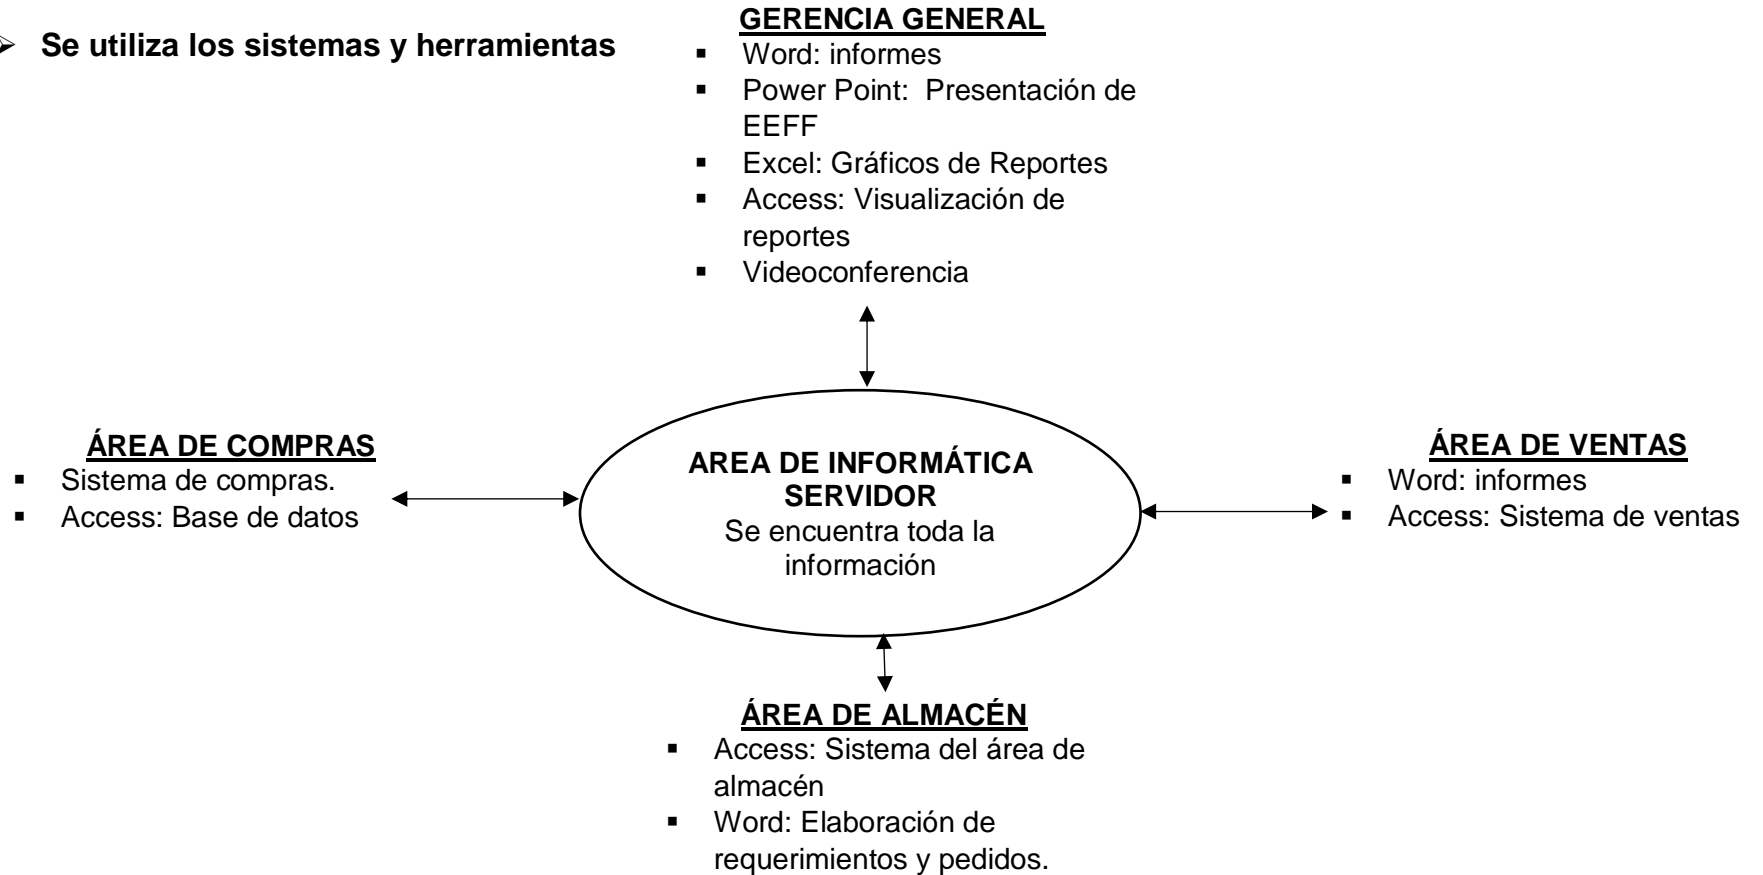 ➢ Se utiliza los sistemas y herramientas
GERENCIA GENERAL
▪ Word: informes
▪ Power Point:  Presentación de
EEFF
▪ Excel: Gráficos de Reportes
▪ Access: Visualización de
reportes
▪ Videoconferencia
ÁREA DE COMPRAS
▪ Sistema de compras.
▪ Access: Base de datos
AREA DE INFORMÁTICA
SERVIDOR
Se encuentra toda la
información
ÁREA DE VENTAS
▪ Word: informes
▪ Access: Sistema de ventas
ÁREA DE ALMACÉN
▪ Access: Sistema del área de
almacén
▪ Word: Elaboración de
requerimientos y pedidos.